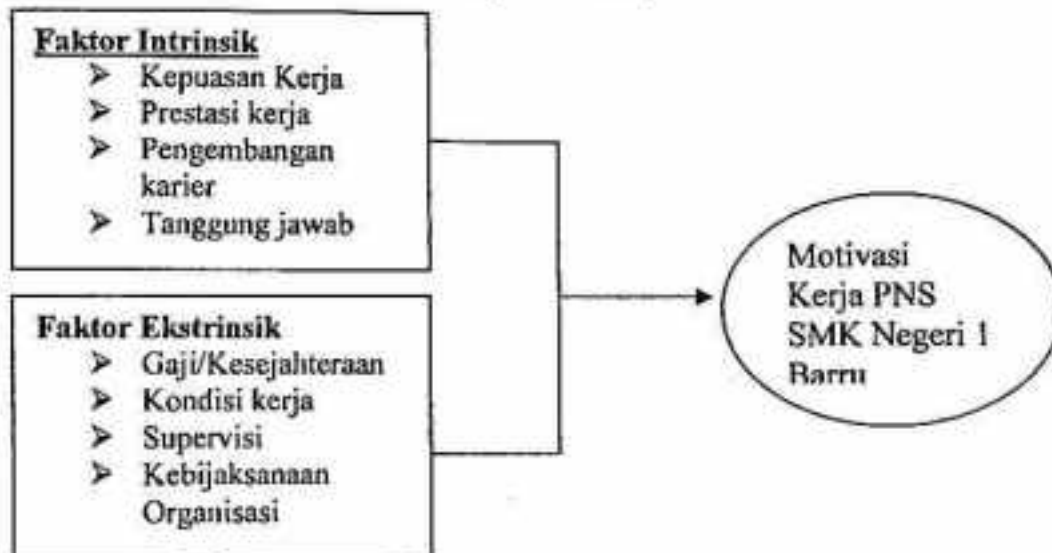 Faktor Intrinsik
➤ Kepuasan Kerja
➤ Prestasi kerja
➤ Pengembangan
karier
➤ Tanggung jawab
Faktor Ekstrinsik
➤ Gaji/Kesejahteraan
➤ Kondisi kerja
➤ Supervisi
➤ Kebijaksanaan
Organisasi
Motivasi
Kerja PNS
SMK Negeri 1
Barru